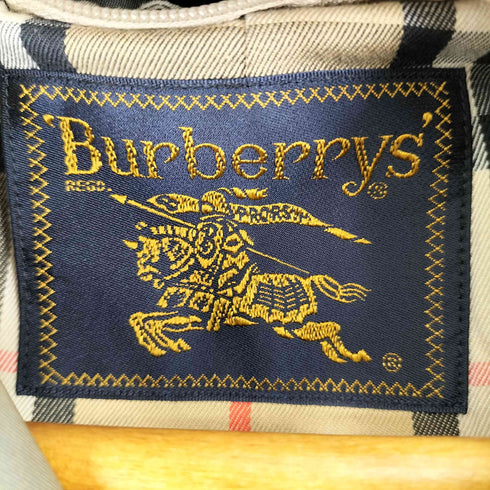 'Burberrys'
REGD. ®
PRORSUM
®